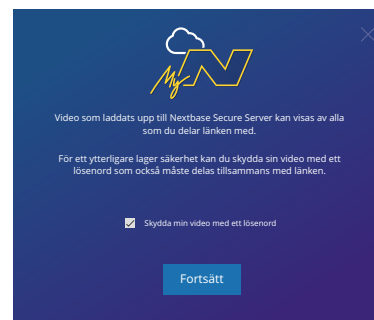 My N
Video som laddats upp till Nextbase Secure Server kan visas av alla
som du delar länken med.
För ett ytterligare lager säkerhet kan du skydda sin video med ett
lösenord som också måste delas tillsammans med länken.
Skydda min video med ett lösenord
Fortsätt